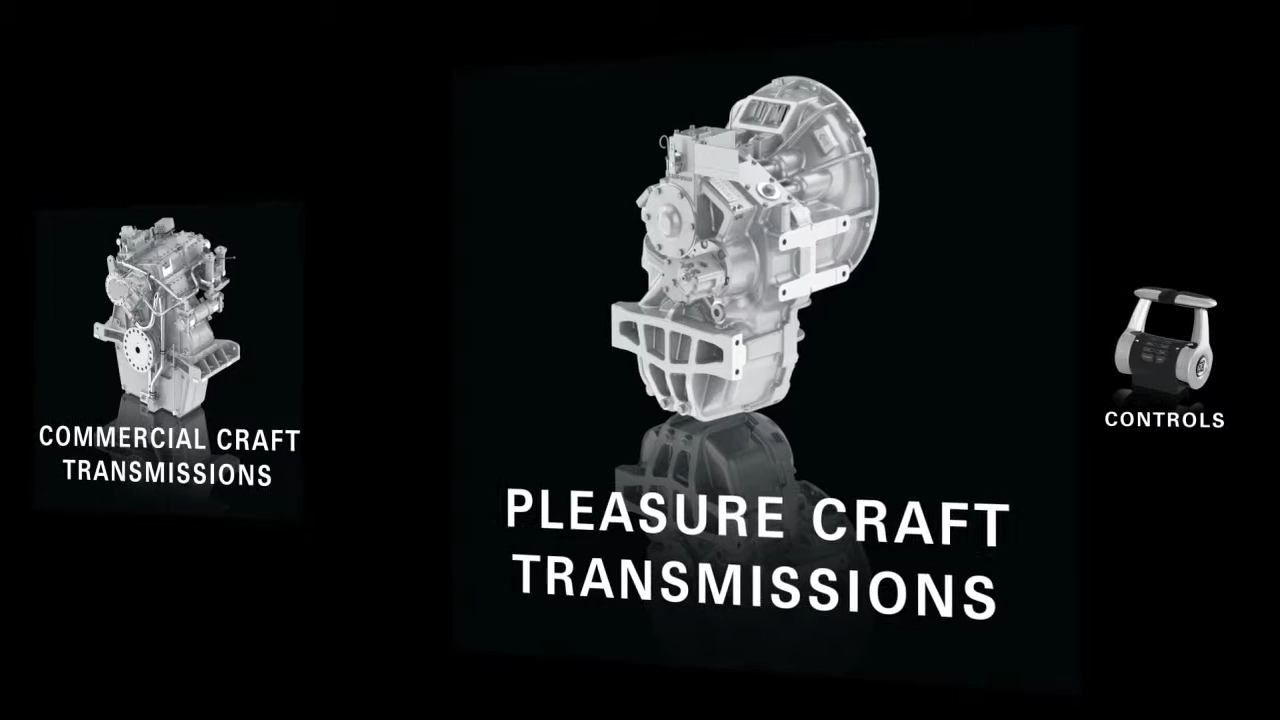 COMMERCIAL CRAFT
TRANSMISSIONS
PLEASURE CRAFT
TRANSMISSIONS
CONTROLS